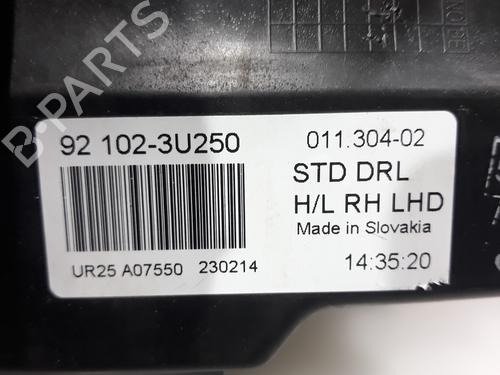 B-PARTS
92 102-3U250
011.304-02
STD DRL
H/L RH LHD
Made in Slovakia
UR25 A07550 230214
14:35:20